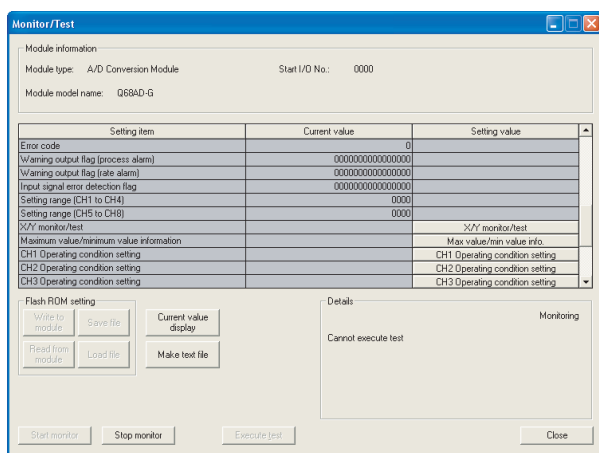 Monitor/Test
Module information
Module type: A/D Conversion Module Start I/O No.: 0000
Module model name: Q68AD-G
Setting item Current value Setting value
Error code 0
Warning output flag (process alarm) 0000000000000000
Warning output flag (rate alarm) 0000000000000000
Input signal error detection flag 0000000000000000
Setting range (CH1 to CH4) 0000
Setting range (CH5 to CH8) 0000
X/Y monitor/test X/Y monitor/test
Maximum value/minimum value information Max value/min value info.
CH1 Operating condition setting CH1 Operating condition setting
CH2 Operating condition setting CH2 Operating condition setting
CH3 Operating condition setting CH3 Operating condition setting
Flash ROM setting
Write to
module
Save file
Current value
display
Read from
module
Load file
Make text file
Details
Monitoring
Cannot execute test
Start monitor Stop monitor Execute test Close